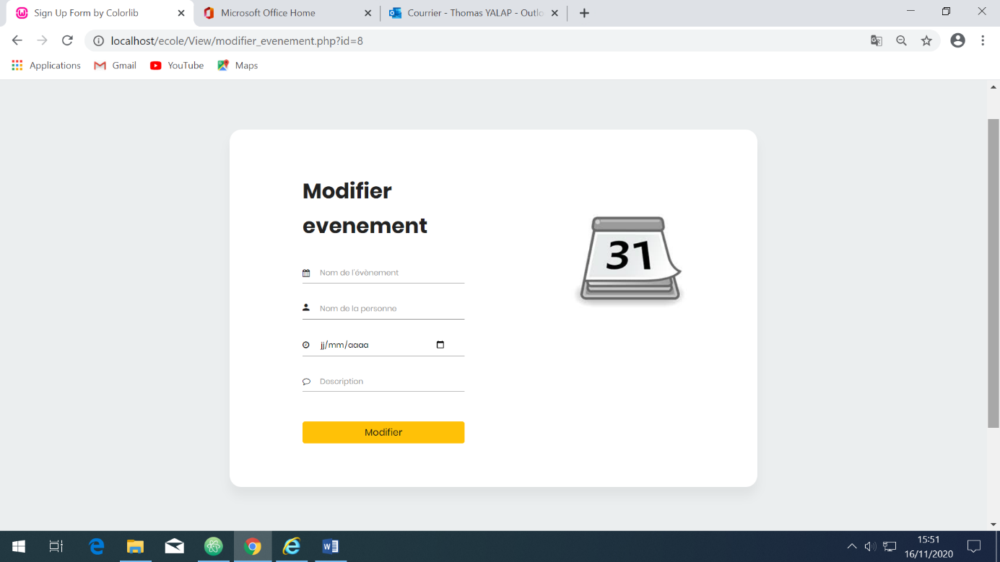 Sign Up Form by Colorlib
Microsoft Office Home
Courrier - Thomas YALAP - Outlo
localhost/ecole/View/modifier_evenement.php?id=8
Applications
Gmail
YouTube
Maps
Modifier
evenement
31
Nom de l'évènement
Nom de la personne
jj/mm/aaaa
Description
Modifier
15:51
16/11/2020